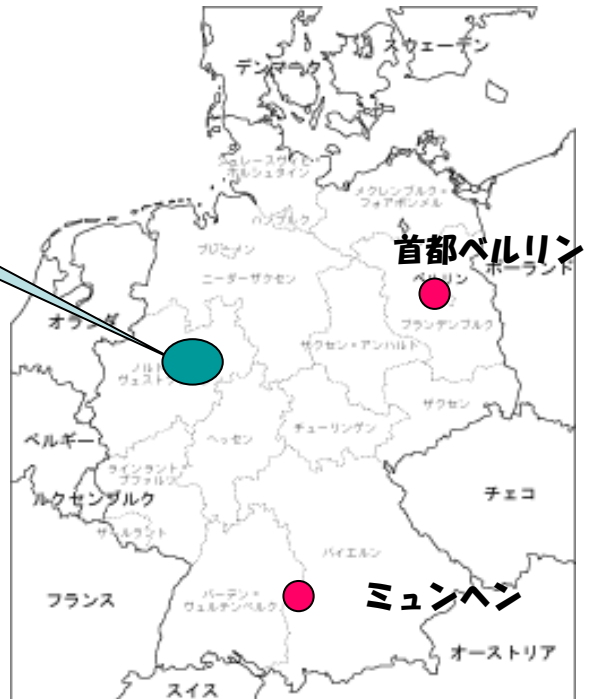 スウェーデン
デンマーク
シュレースヴィヒ・
ホルシュタイン
メクレンブルク・
フォアポンメル
ハンブルク
ブレーメン
首都ベルリン
ベルリン
ポーランド
ニーダーザクセン
オランダ
ブランデンブルク
ザクセン・アンハルト
ノルト
ヴェスト
ザクセン
チューリンゲン
ベルギー
ヘッセン
ラインラント
プファルツ
ルクセンブルク
チェコ
ザールラント
バイエルン
フランス
バーデン・
ヴェルテンベルク
ミュンヘン
オーストリア
スイス